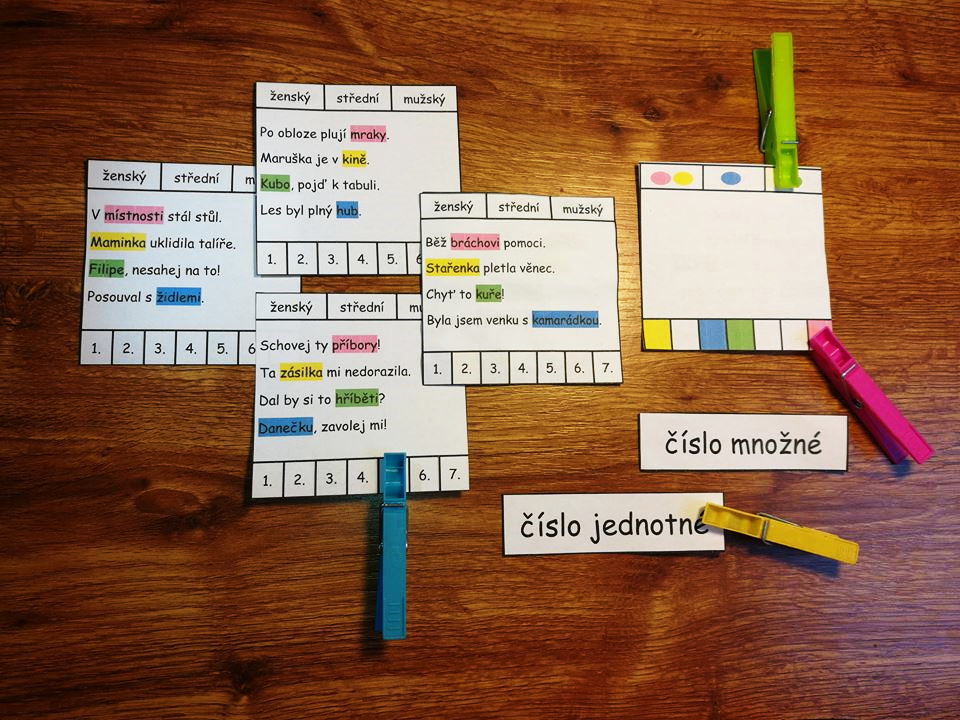 ženský střední
V místnosti stál stůl.
Maminka uklidila talíře.
Filipe, nesahej na to!
Posouval s židlemi.
1. 2. 3. 4. 5. 6
ženský střední mužský
Po obloze plují mraky.
Maruška je v kině.
Kubo, pojď k tabuli.
Les byl plný hub.
1. 2. 3. 4. 5. 6
ženský střední mu
Schovej ty příbory!
Ta zásilka mi nedorazila.
Dal by si to hříběti?
Danečku, zavolej mi!
1. 2. 3. 4. 6. 7.
ženský střední mužský
Běž bráchovi pomoci.
Stařenka pletla věnec.
Chyť to kuře!
Byla jsem venku s kamarádkou.
1. 2. 3. 4. 5. 6. 7.
číslo množné
číslo jednotné